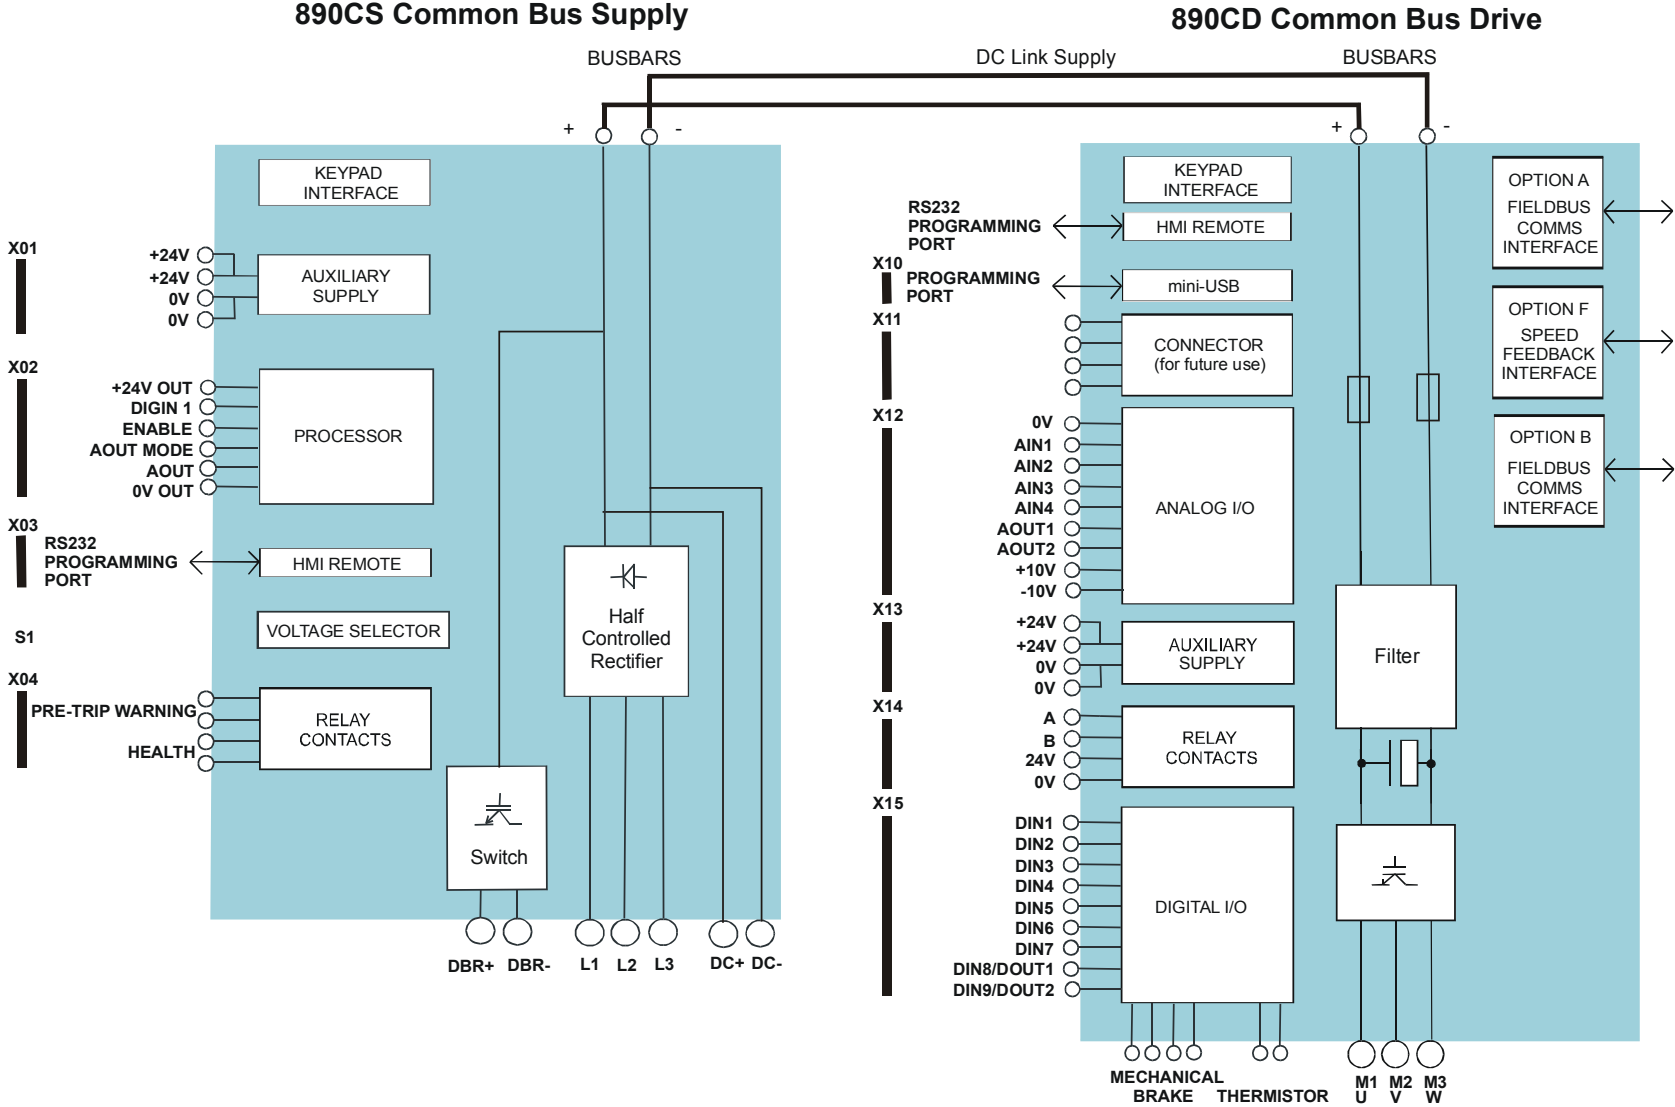 890CS Common Bus Supply
890CD Common Bus Drive
BUSBARS
DC Link Supply
BUSBARS
+
-
+
-
KEYPAD
INTERFACE
X01
+24V
+24V
0V
0V
AUXILIARY
SUPPLY
X02
+24V OUT
DIGIN 1
ENABLE
AOUT MODE
AOUT
0V OUT
PROCESSOR
X03
RS232
PROGRAMMING
PORT
HMI REMOTE
S1
VOLTAGE SELECTOR
X04
PRE-TRIP WARNING
HEALTH
RELAY
CONTACTS
Half
Controlled
Rectifier
Switch
DBR+
DBR-
L1
L2
L3
DC+
DC-
KEYPAD
INTERFACE
RS232
PROGRAMMING
PORT
HMI REMOTE
X10
PROGRAMMING
PORT
mini-USB
X11
CONNECTOR
(for future use)
X12
0V
AIN1
AIN2
AIN3
AIN4
AOUT1
AOUT2
+10V
-10V
ANALOG I/O
X13
+24V
+24V
0V
0V
AUXILIARY
SUPPLY
X14
A
B
24V
0V
RELAY
CONTACTS
X15
DIN1
DIN2
DIN3
DIN4
DIN5
DIN6
DIN7
DIN8/DOUT1
DIN9/DOUT2
DIGITAL I/O
MECHANICAL
BRAKE
THERMISTOR
Filter
M1
U
M2
V
M3
W
OPTION A
FIELDBUS
COMMS
INTERFACE
OPTION F
SPEED
FEEDBACK
INTERFACE
OPTION B
FIELDBUS
COMMS
INTERFACE